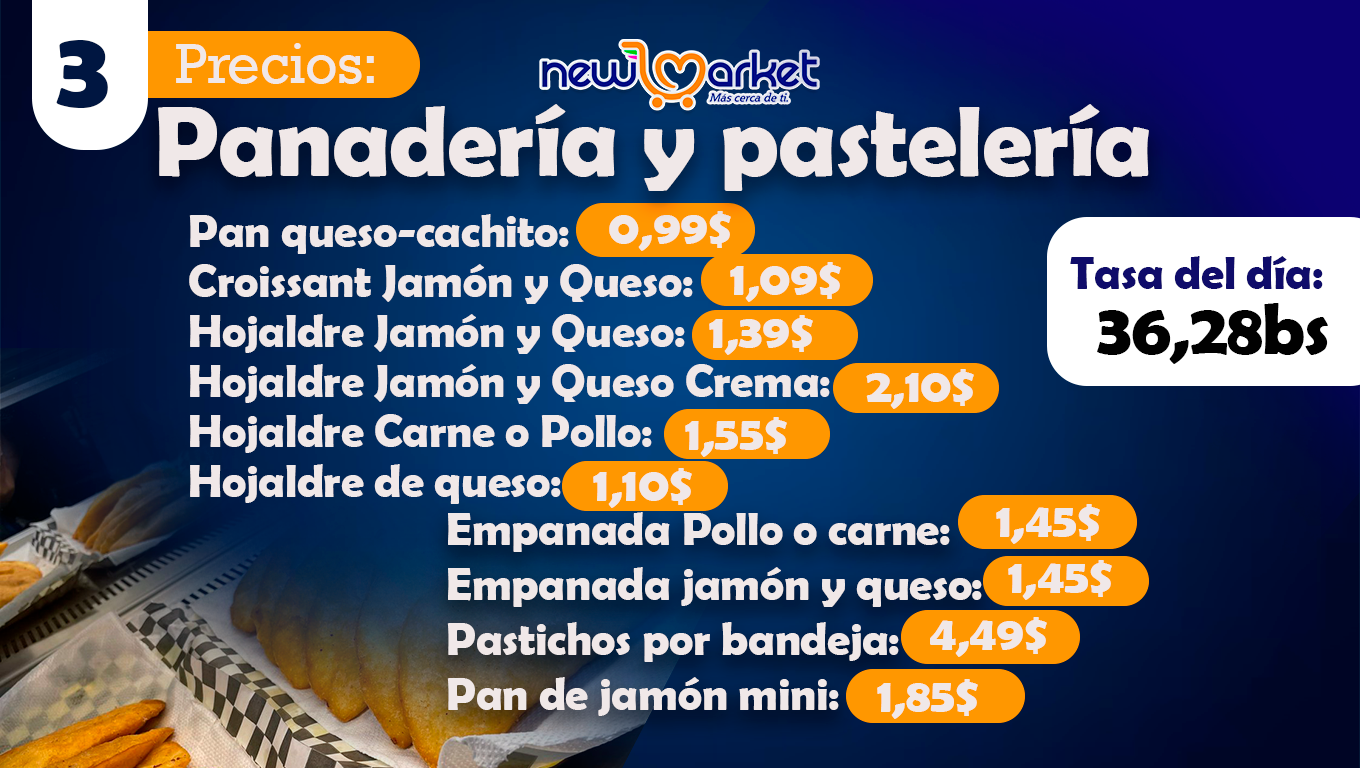 3
Precios:
new market
Más cerca de ti.
Panadería y pastelería
Pan queso-cachito: 0,99$
Croissant Jamón y Queso: 1,09$
Hojaldre Jamón y Queso: 1,39$
Hojaldre Jamón y Queso Crema: 2,10$
Hojaldre Carne o Pollo: 1,55$
Hojaldre de queso: 1,10$
Empanada Pollo o carne: 1,45$
Empanada jamón y queso: 1,45$
Pastichos por bandeja: 4,49$
Pan de jamón mini: 1,85$
Tasa del día:
36,28bs